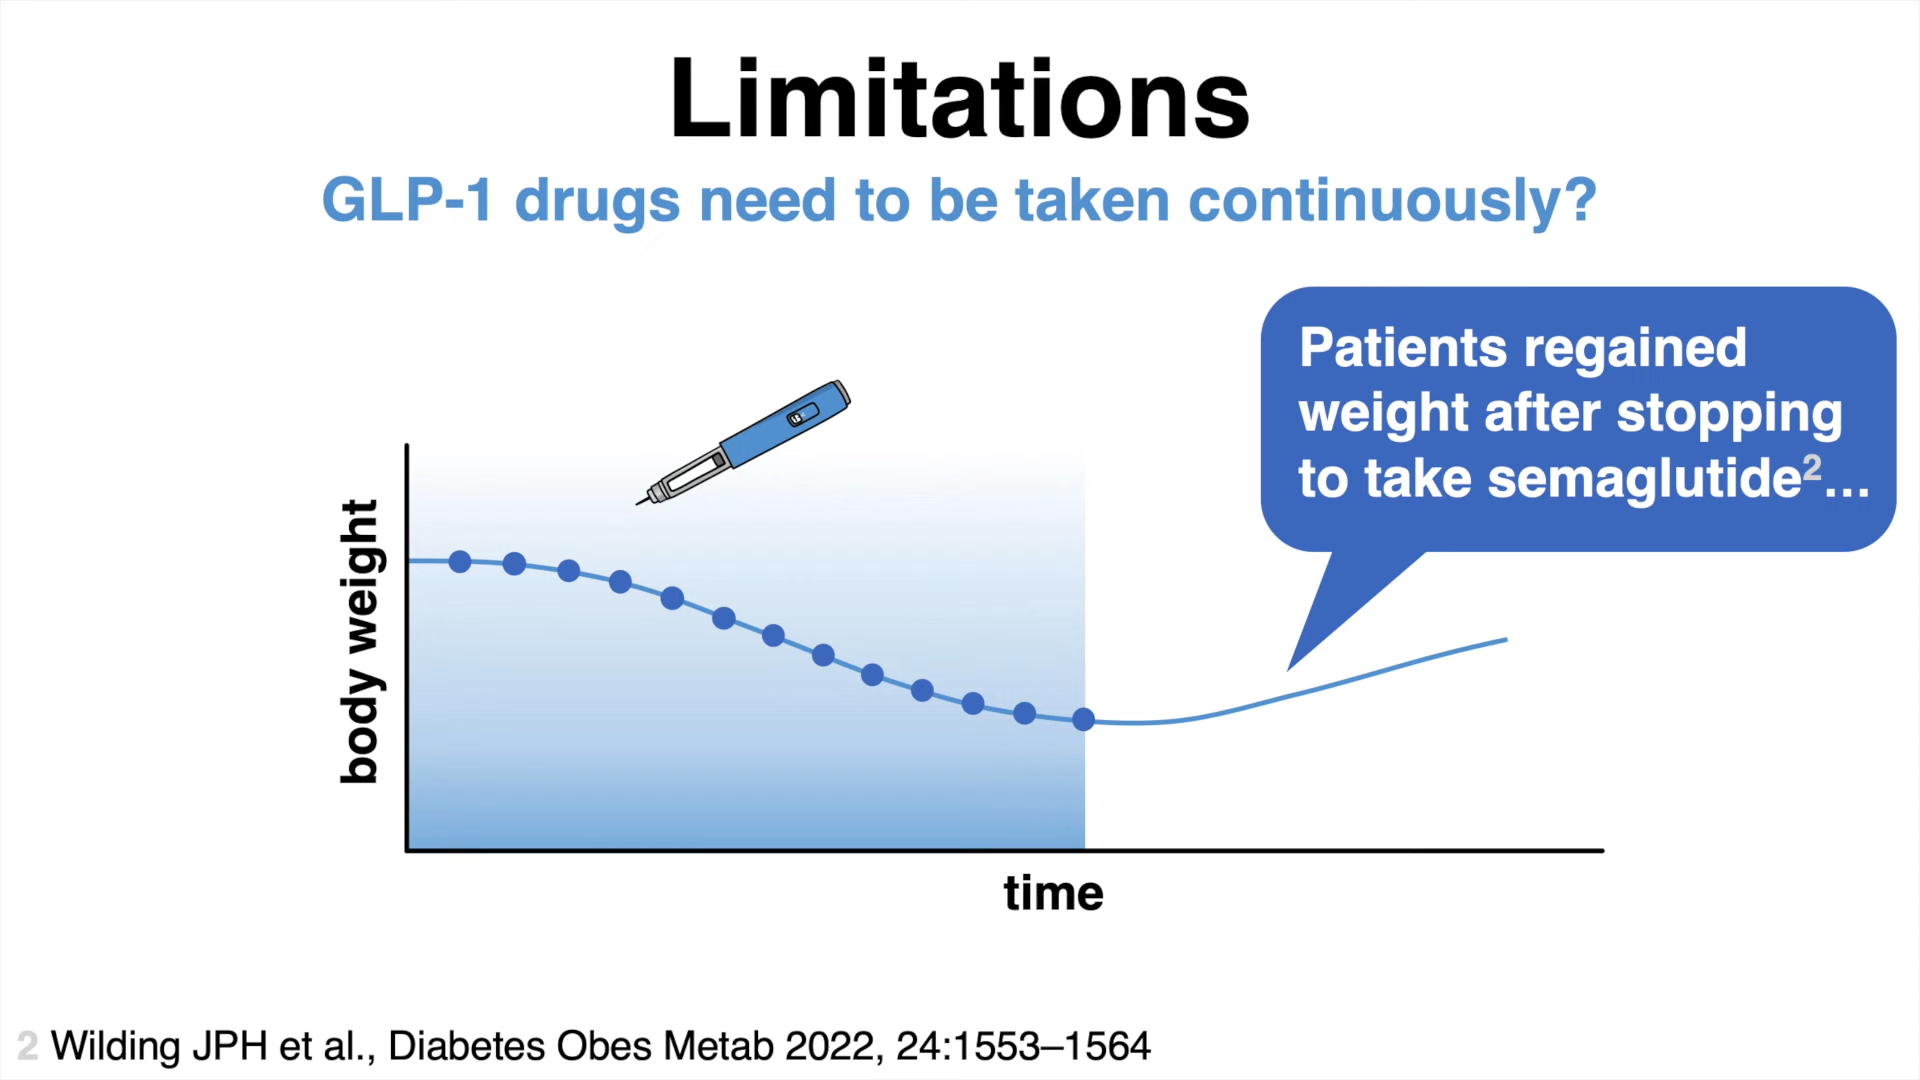 Limitations
GLP-1 drugs need to be taken continuously?
Patients regained
weight after stopping
to take semaglutide2...
body weight
time
2 Wilding JPH et al., Diabetes Obes Metab 2022, 24:1553–1564